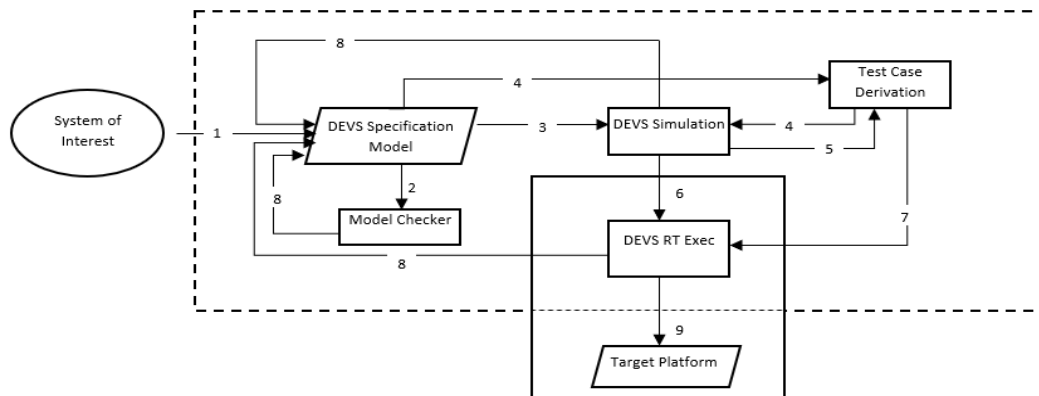 8
4
Test Case
Derivation
System of
Interest
1
DEVS Specification
Model
3
DEVS Simulation
4
5
2
8
6
7
Model Checker
DEVS RT Exec
8
9
Target Platform